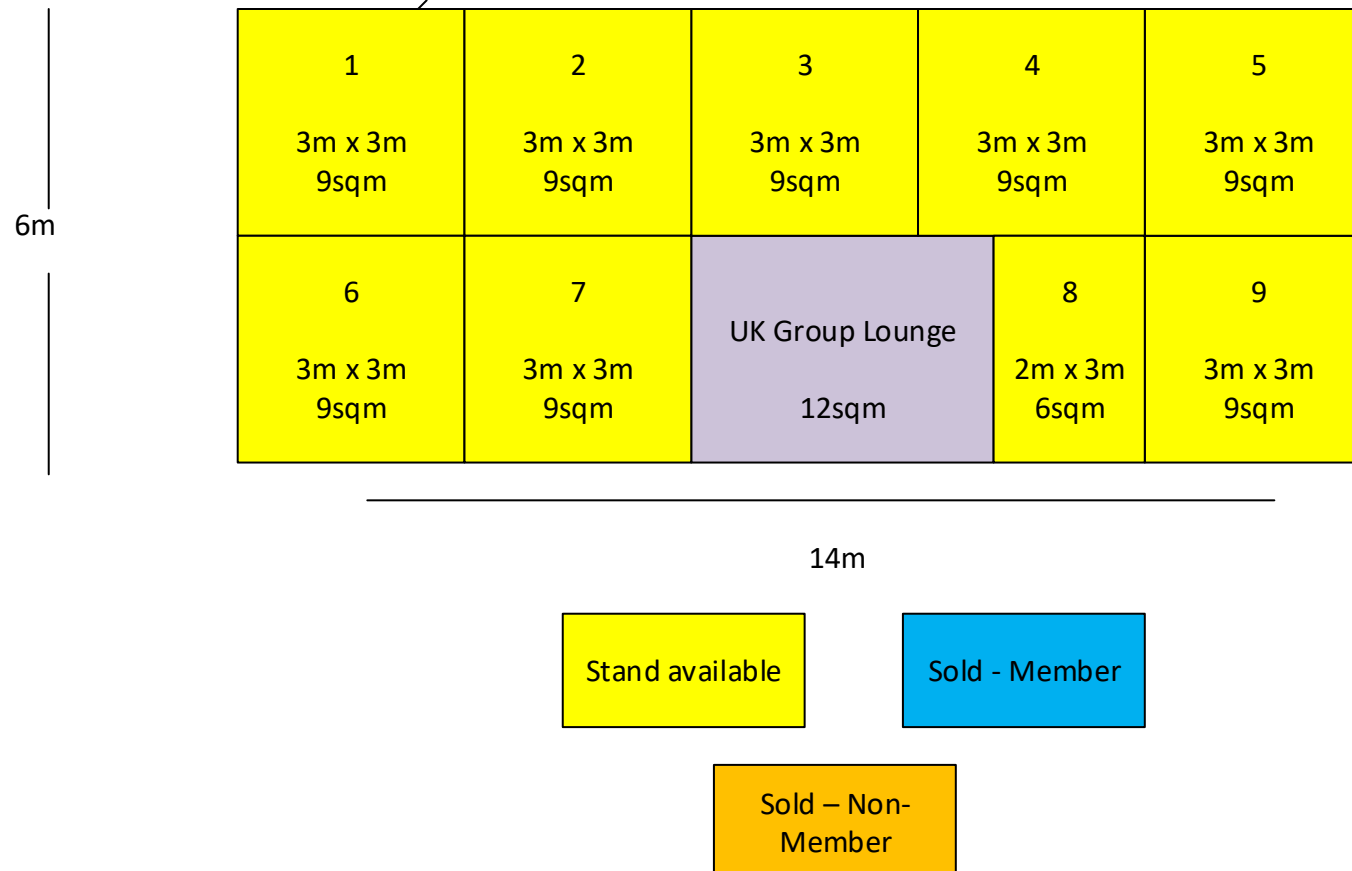 1
3m x 3m
9sqm
2
3m x 3m
9sqm
3
3m x 3m
9sqm
4
3m x 3m
9sqm
5
3m x 3m
9sqm
6m
6
3m x 3m
9sqm
7
3m x 3m
9sqm
UK Group Lounge
12sqm
8
2m x 3m
6sqm
9
3m x 3m
9sqm
14m
Stand available
Sold - Member
Sold – Non-
Member